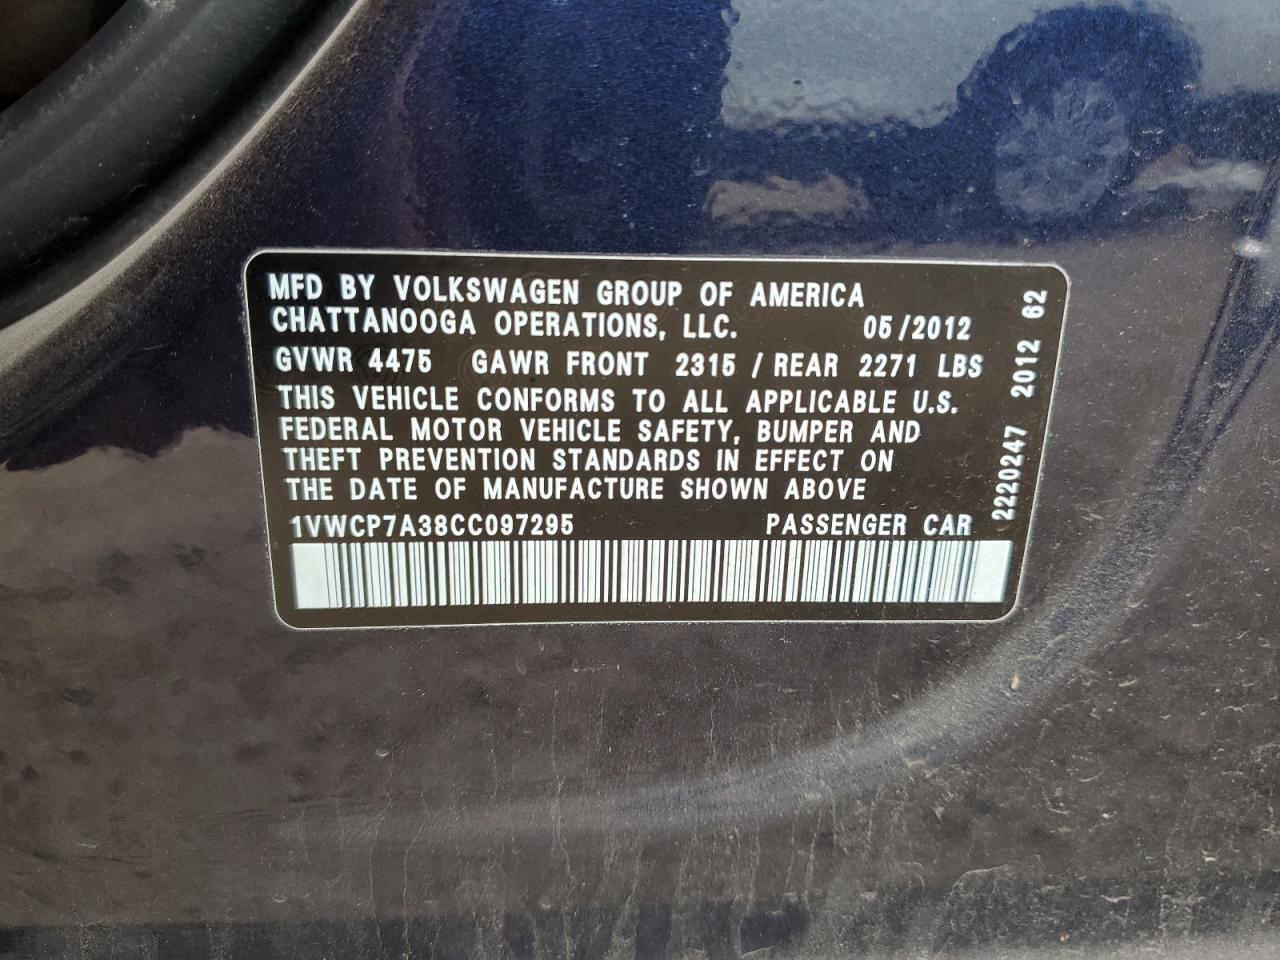 MFD BY VOLKSWAGEN GROUP OF AMERICA
CHATTANOOGA OPERATIONS, LLC. 05/2012
GVWR 4475 GAWR FRONT 2315 / REAR 2271 LBS
THIS VEHICLE CONFORMS TO ALL APPLICABLE U.S.
FEDERAL MOTOR VEHICLE SAFETY, BUMPER AND
THEFT PREVENTION STANDARDS IN EFFECT ON
THE DATE OF MANUFACTURE SHOWN ABOVE
1VWCP7A38CC097295 PASSENGER CAR
2220247 2012 62